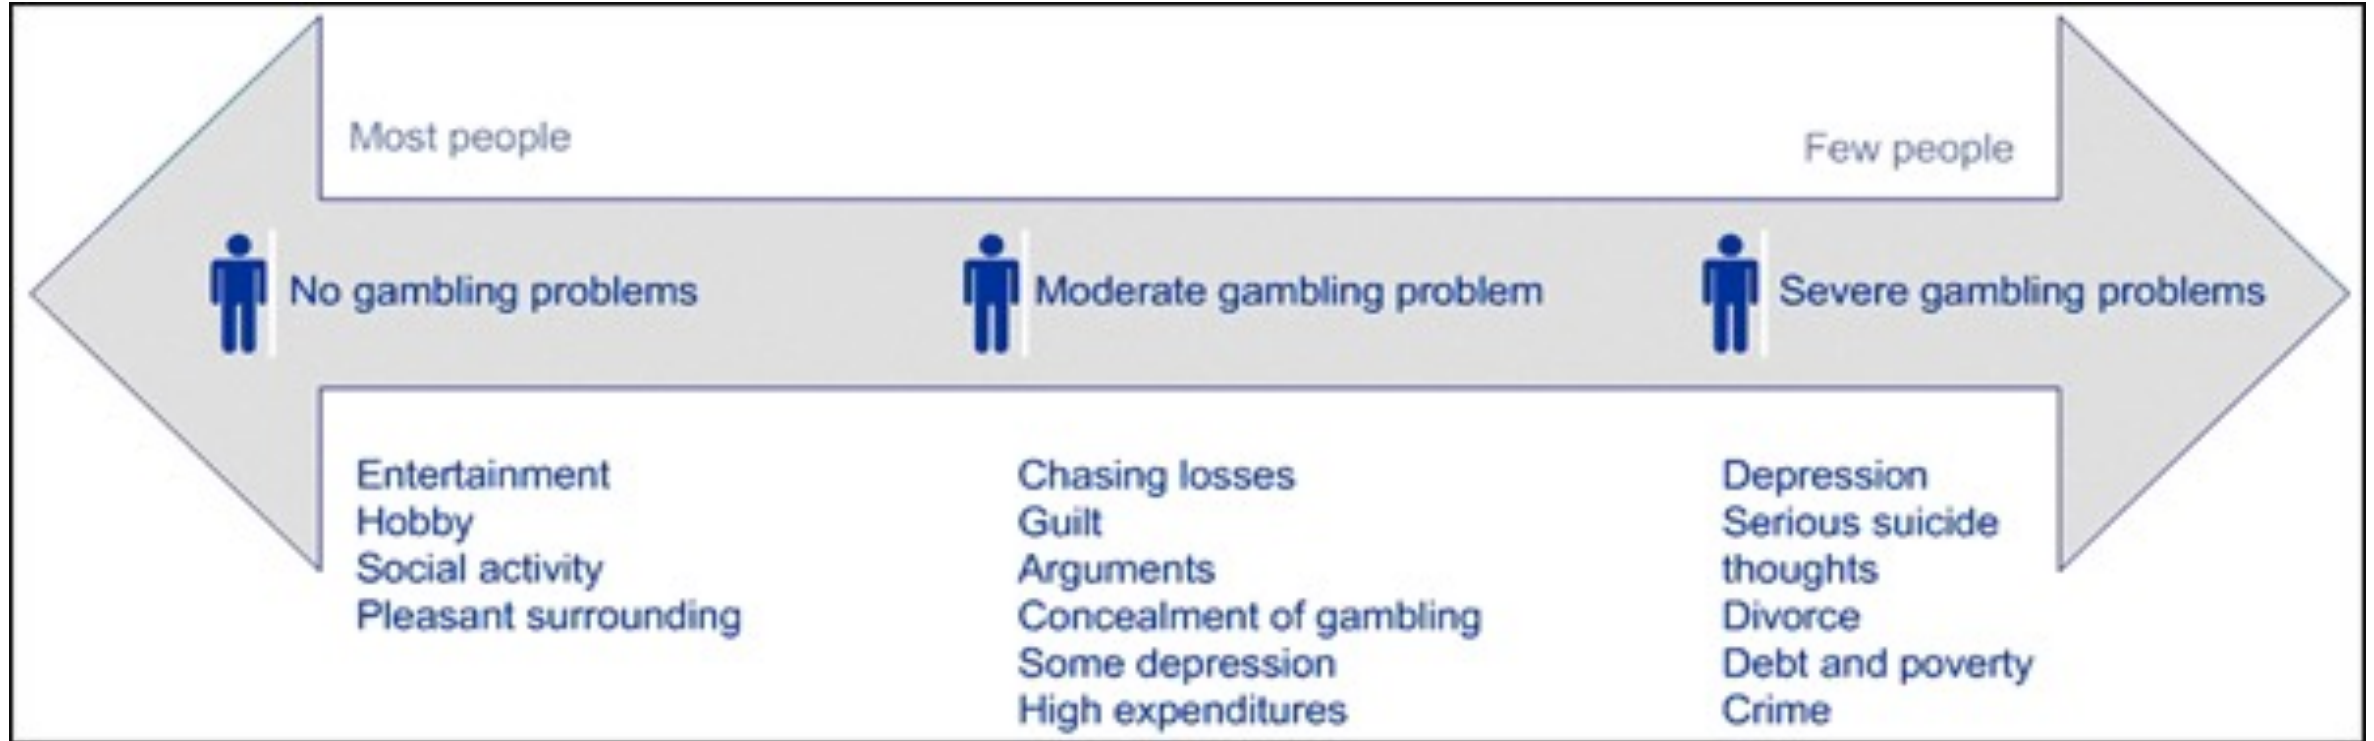 Most people
Few people
No gambling problems
Moderate gambling problem
Severe gambling problems
Entertainment
Hobby
Social activity
Pleasant surrounding
Chasing losses
Guilt
Arguments
Concealment of gambling
Some depression
High expenditures
Depression
Serious suicide
thoughts
Divorce
Debt and poverty
Crime